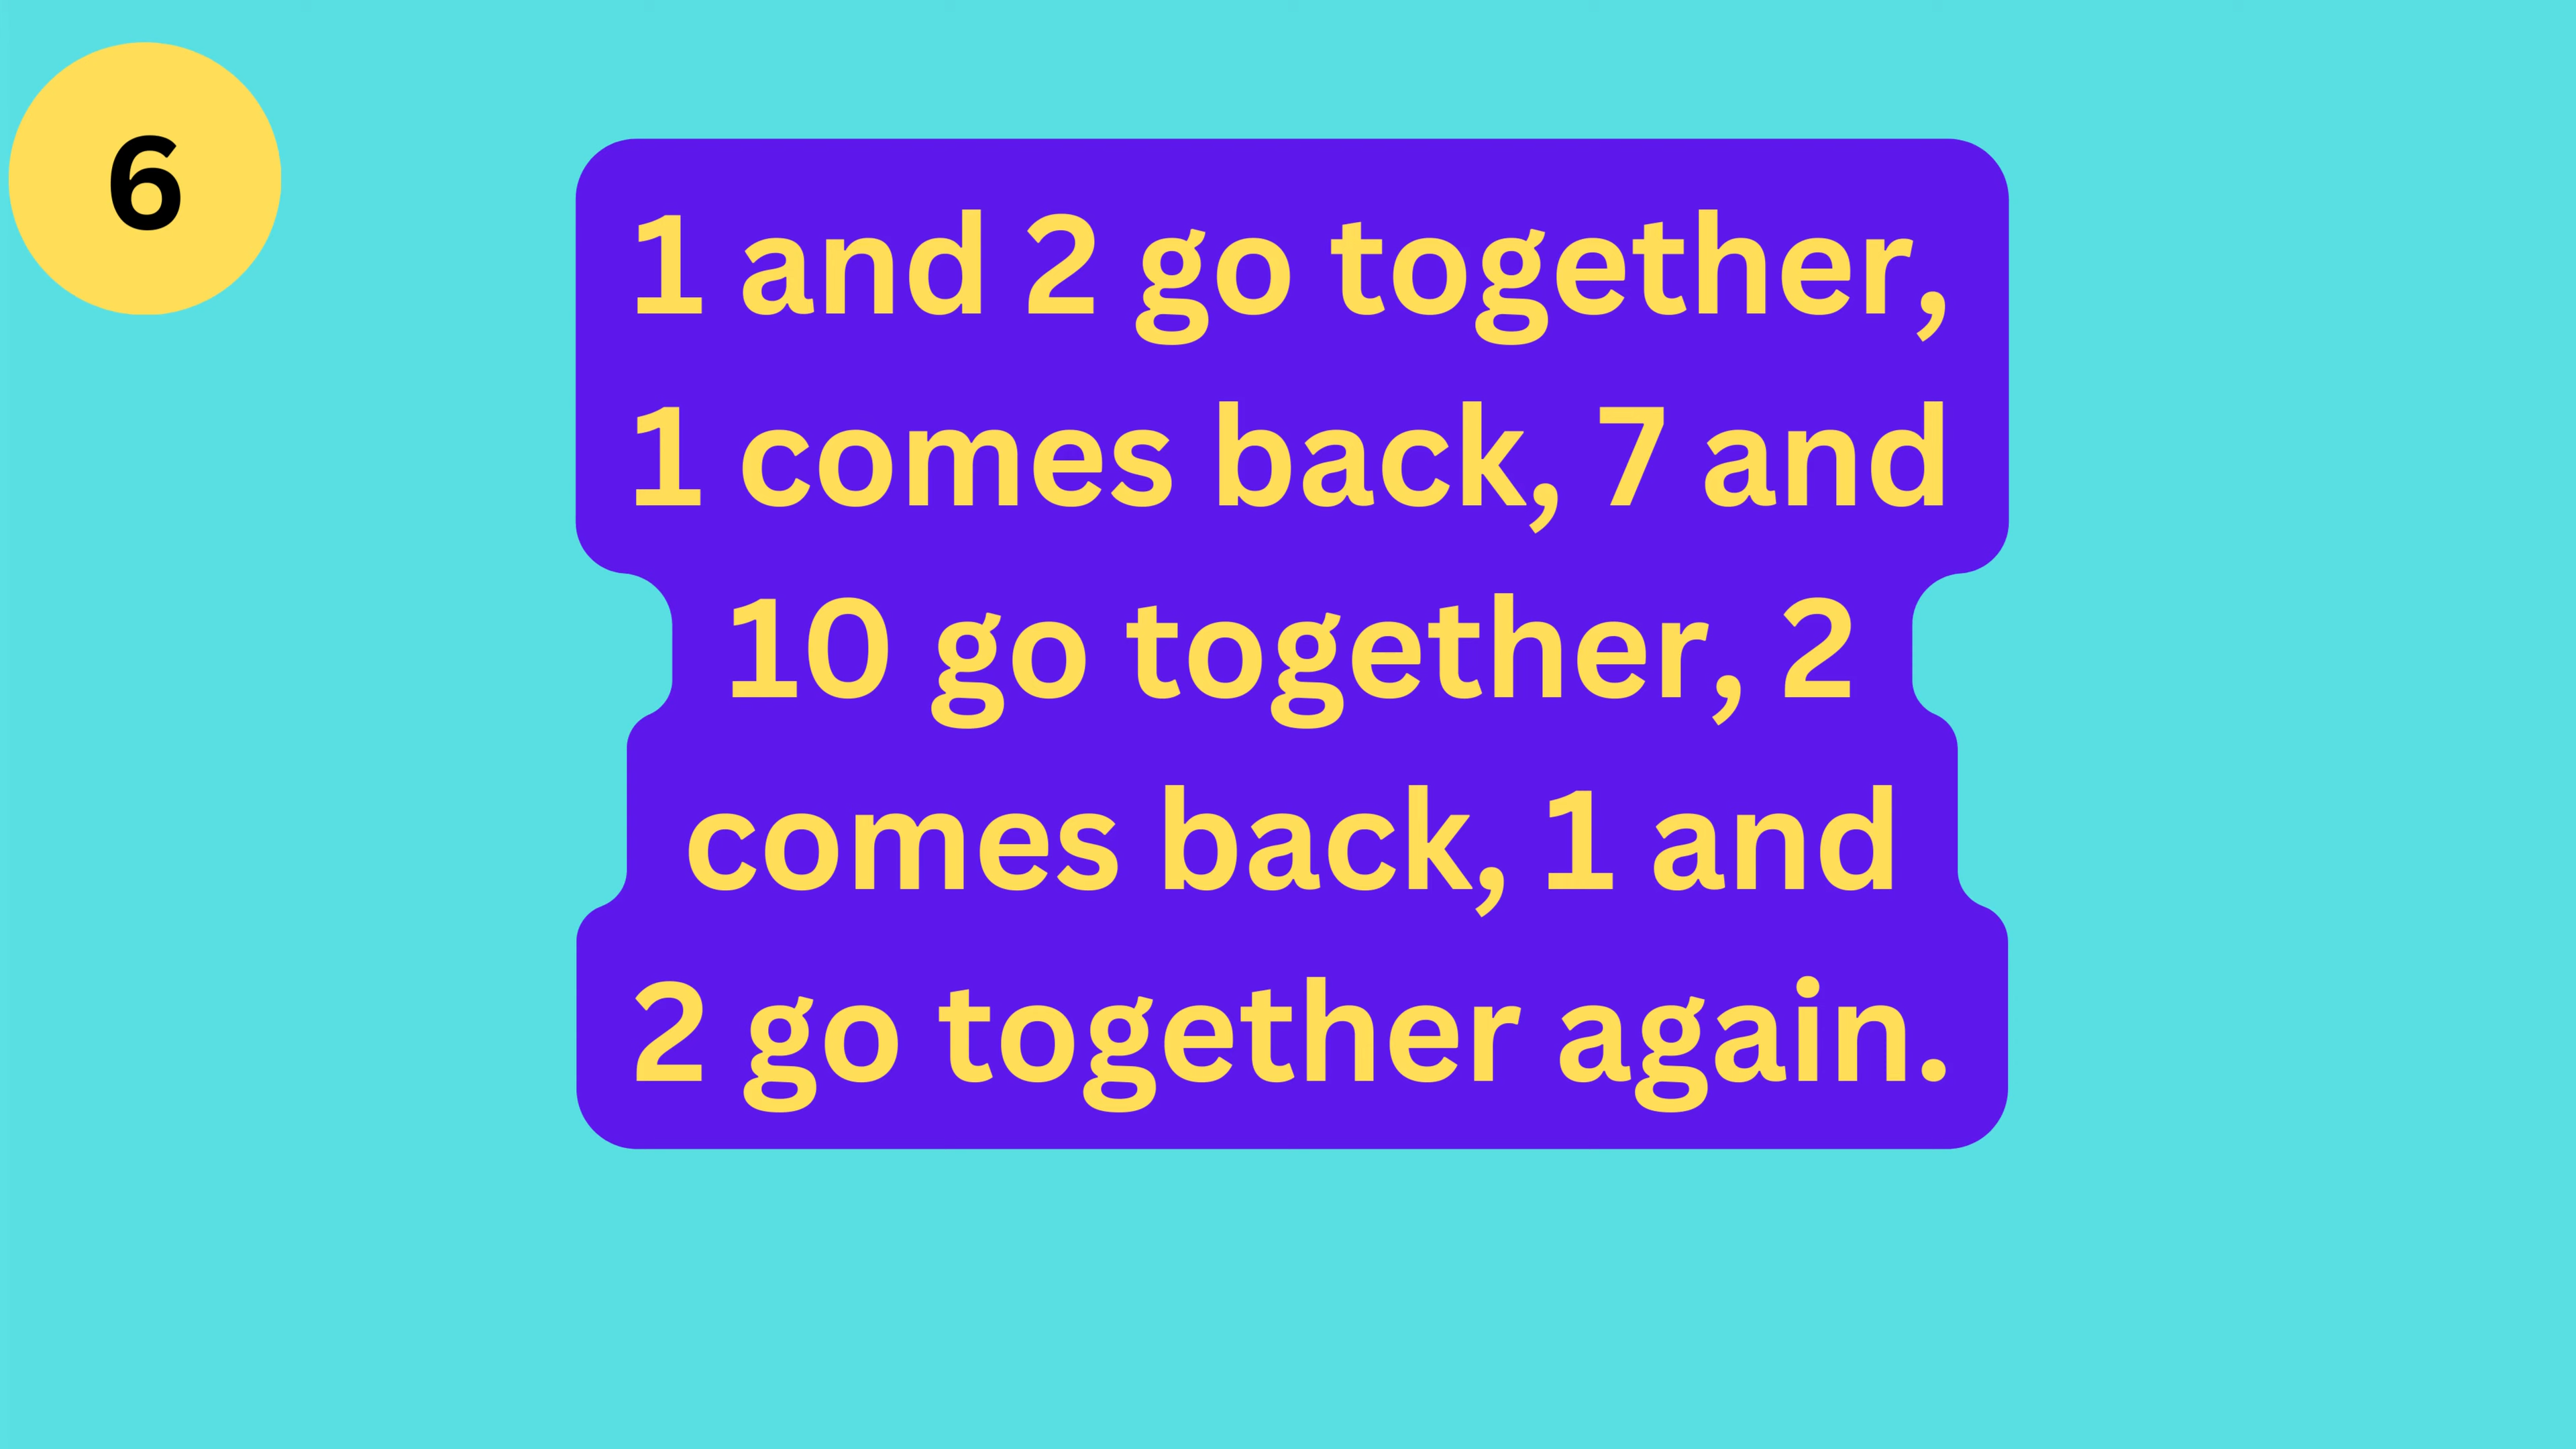 6
1 and 2 go together,
1 comes back, 7 and
10 go together, 2
comes back, 1 and
2 go together again.